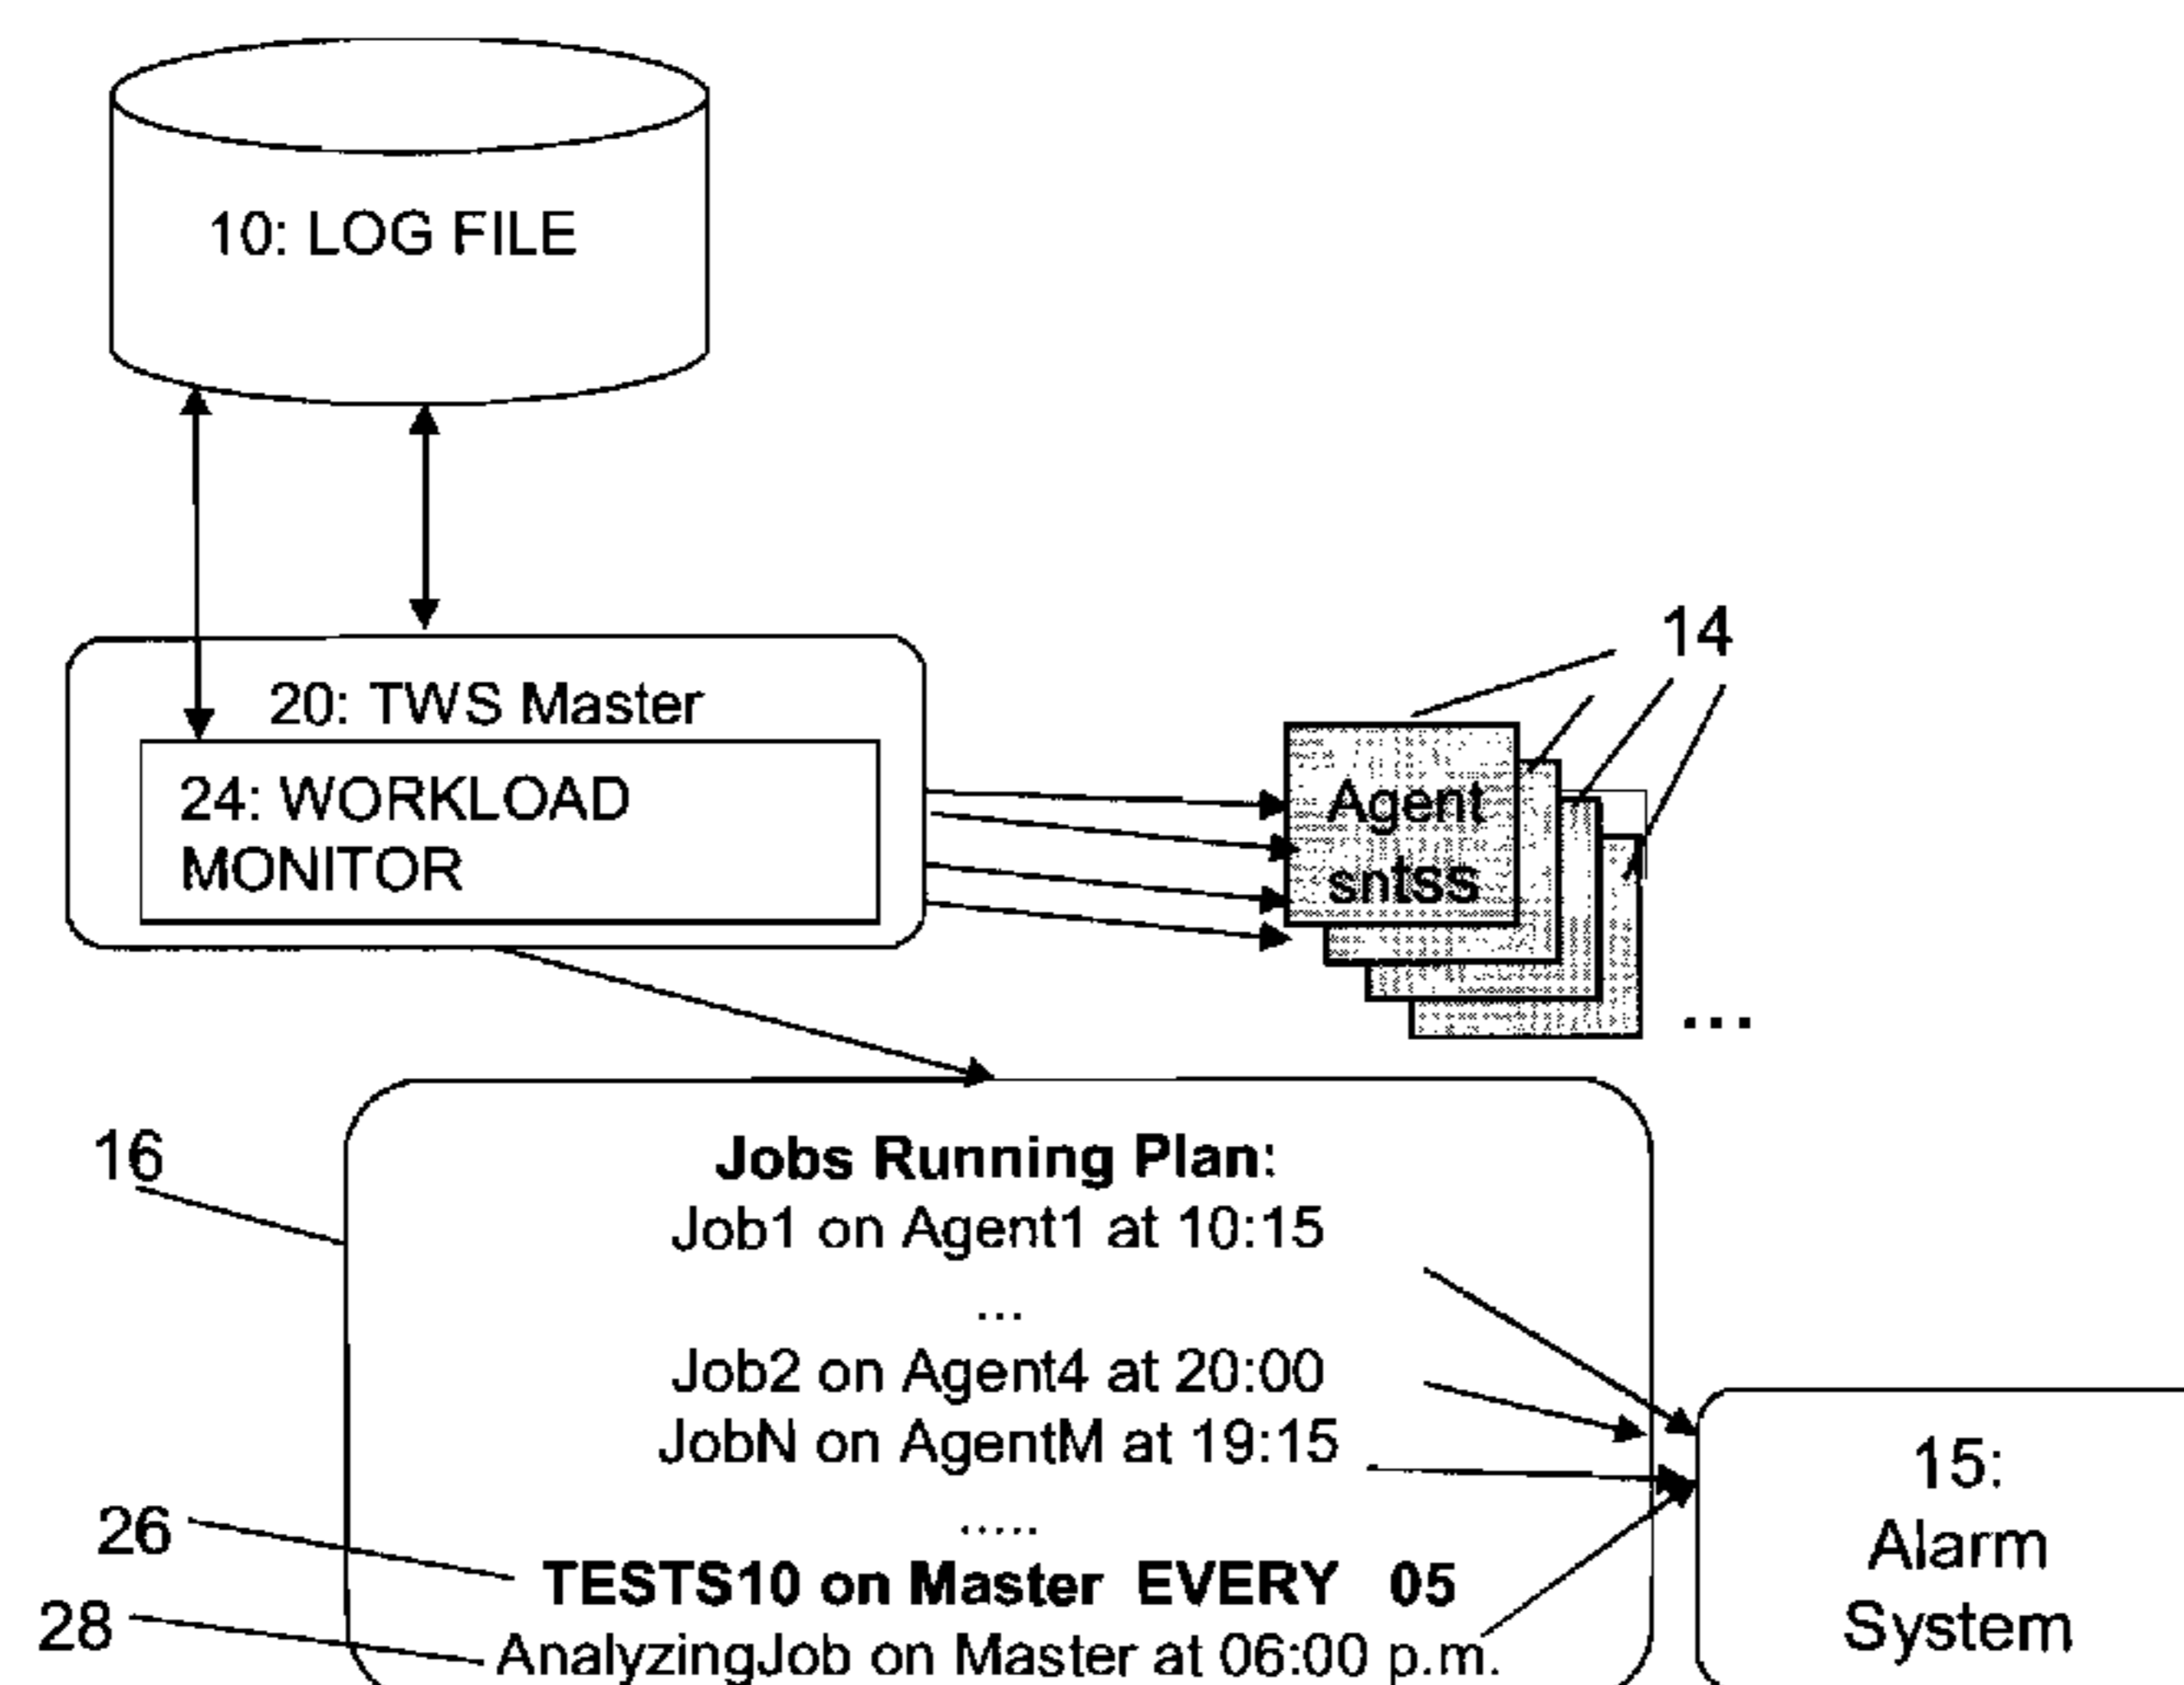 10: LOG FILE
20: TWS Master
24: WORKLOAD
MONITOR
14
Agent
sntss
...
16
Jobs Running Plan:
Job1 on Agent1 at 10:15
...
Job2 on Agent4 at 20:00
JobN on AgentM at 19:15
.....
26
TESTS10 on Master EVERY 05
28
AnalyzingJob on Master at 06:00 p.m.
15:
Alarm
System